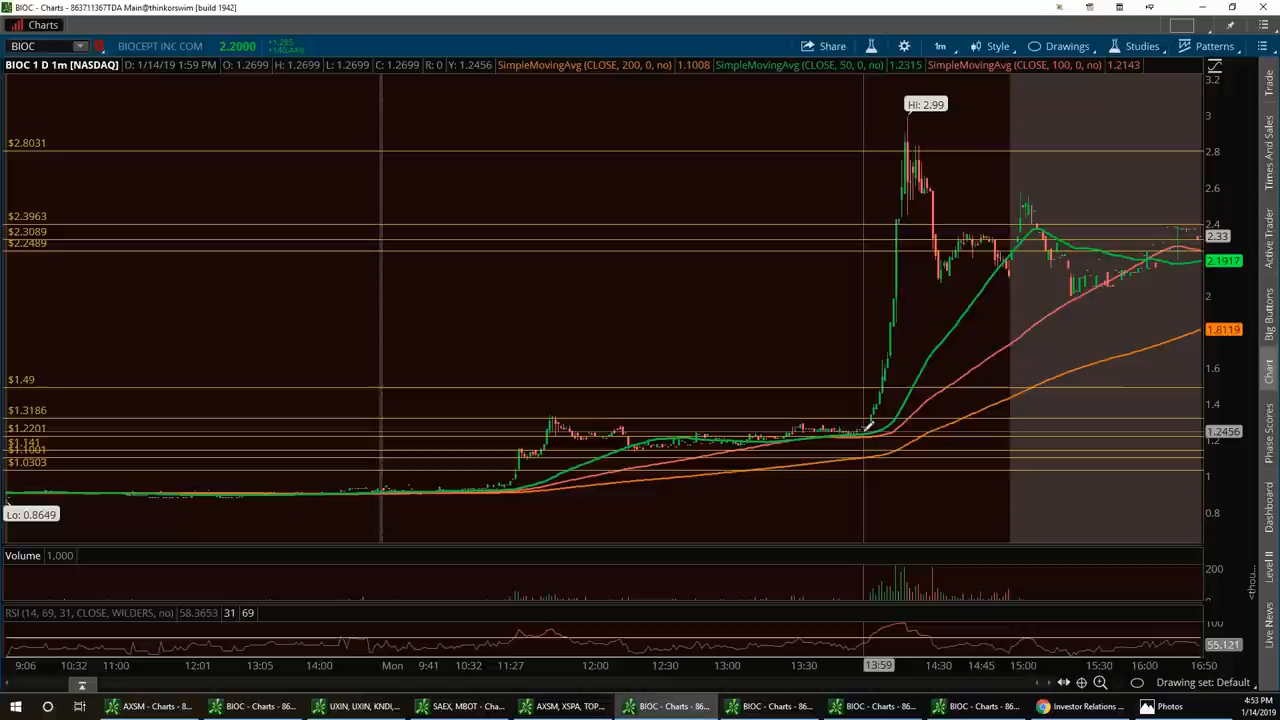 BIOC - Charts - 863711367TDA Main@thinkorswim [build 1942]
Charts
BIOC BIOCEPT INC COM 2.2000 +1.285 +140.44% Share 1m Style Drawings Studies Patterns
BIOC 1 D 1m [NASDAQ] D: 1/14/19 1:59 PM O: 1.2699 H: 1.2699 L: 1.2699 C: 1.2699 R: 0 Y: 1.2456 SimpleMovingAvg (CLOSE, 200, 0, no) 1.1008 SimpleMovingAvg (CLOSE, 50, 0, no) 1.2315 SimpleMovingAvg (CLOSE, 100, 0, no) 1.2143
3.2
Hi: 2.99
3
$2.8031
2.8
2.6
$2.3963
2.4
$2.3089
2.33
$2.2489
2.1917
2
1.8119
1.6
$1.49
1.4
$1.3186
$1.2201
1.2456
1.2
$1.141
$1.1001
$1.0303
1
Lo: 0.8649
0.8
Volume 1,000
200
0
<thou...
RSI (14, 69, 31, CLOSE, WILDERS, no) 58.3653 31 69
100
55.121
9:06 10:32 11:00 12:01 13:05 14:00 Mon 9:41 10:32 11:27 12:00 12:30 13:00 13:30 13:59 14:30 14:45 15:00 15:30 16:00 16:50
Drawing set: Default
Trade
Times And Sales
Active Trader
Big Buttons
Chart
Phase Scores
Dashboard
Level II
Live News
AXSM - Charts - 8... BIOC - Charts - 86... UXIN, UXIN, KNDI,... SAEX, MBOT - Cha... AXSM, XSPA, TOP... BIOC - Charts - 86... BIOC - Charts - 86... BIOC - Charts - 86... BIOC - Charts - 86... Investor Relations ... Photos
4:53 PM
1/14/2019